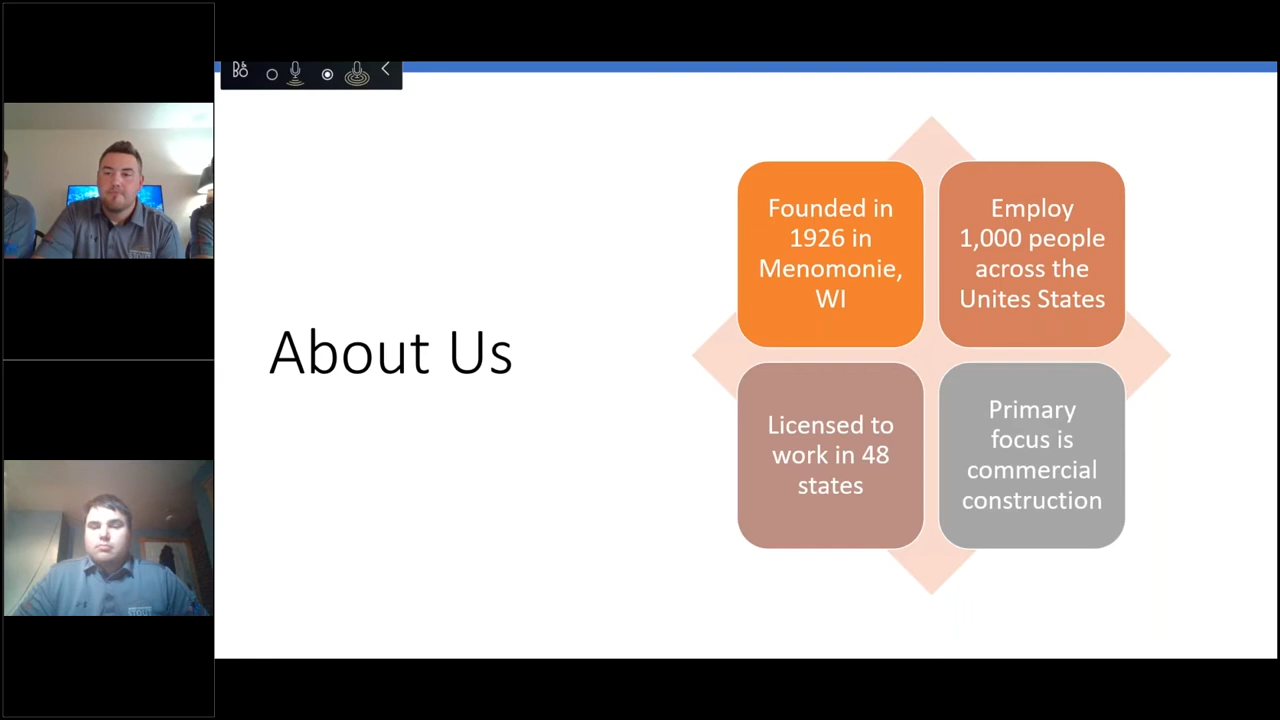 About Us
Founded in
1926 in
Menomonie,
WI
Employ
1,000 people
across the
Unites States
Licensed to
work in 48
states
Primary
focus is
commercial
construction
STOUT